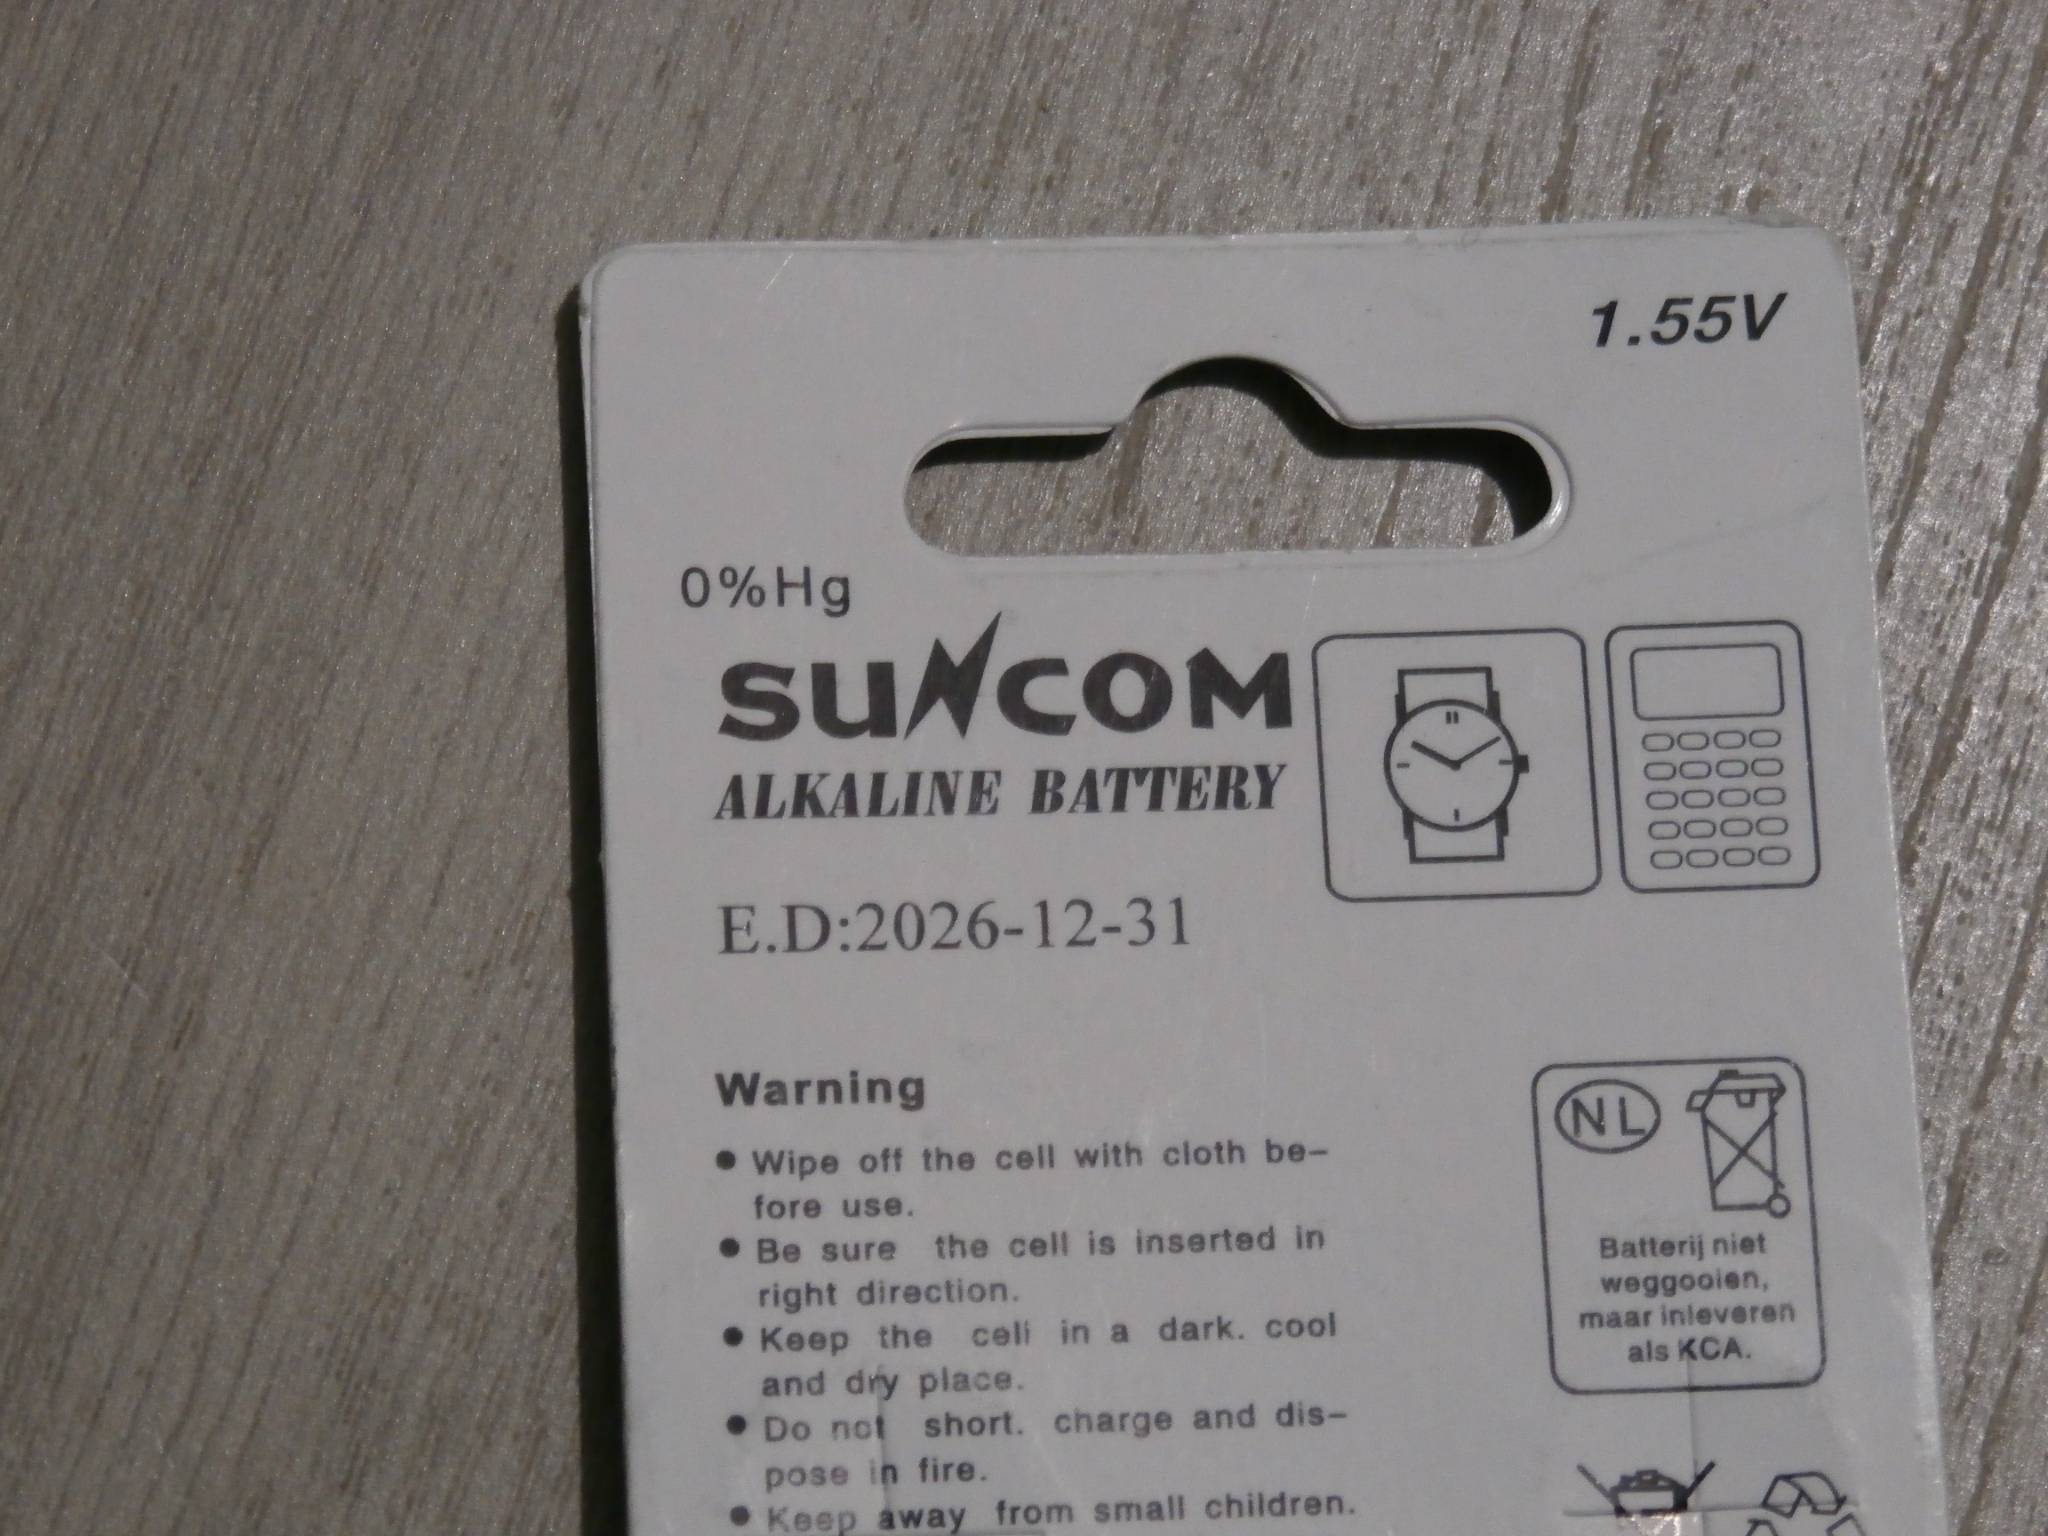 1.55V
0%Hg
SUNCOM
ALKALINE BATTERY
E.D:2026-12-31
Warning
● Wipe off the cell with cloth be-
fore use.
● Be sure the cell is inserted in
right direction.
● Keep the cell in a dark. cool
and dry place.
● Do not short. charge and dis-
pose in fire.
● Keep away from small children.
NL
Batterij niet
weggooien,
maar inleveren
als KCA.